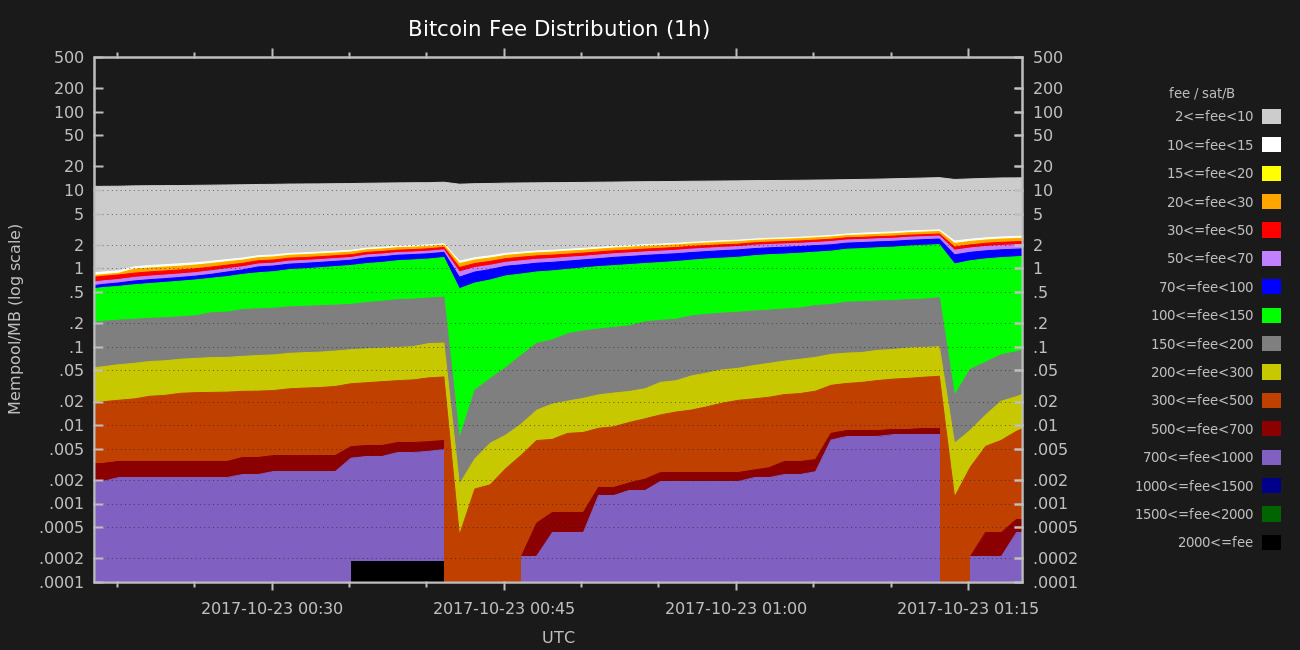 Bitcoin Fee Distribution (1h)
500
200
100
50
20
10
5
2
1
.5
.2
.1
.05
.02
.01
.005
.002
.001
.0005
.0002
.0001
Mempool/MB (log scale)
500
200
100
50
20
10
5
2
1
.5
.2
.1
.05
.02
.01
.005
.002
.001
.0005
.0002
.0001
2017-10-23 00:30
2017-10-23 00:45
2017-10-23 01:00
2017-10-23 01:15
UTC
fee / sat/B
2<=fee<10
10<=fee<15
15<=fee<20
20<=fee<30
30<=fee<50
50<=fee<70
70<=fee<100
100<=fee<150
150<=fee<200
200<=fee<300
300<=fee<500
500<=fee<700
700<=fee<1000
1000<=fee<1500
1500<=fee<2000
2000<=fee